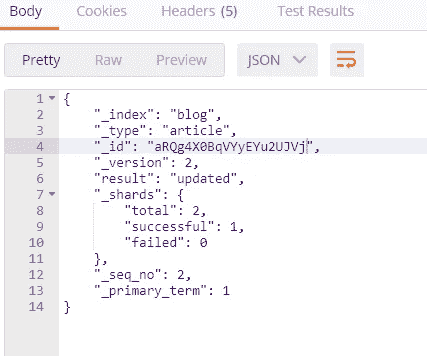 Body Cookies Headers (5) Test Results
Pretty Raw Preview JSON
1 {
2 "_index": "blog",
3 "_type": "article",
4 "_id": "aRQg4X0BqVYyEYu2UJVj",
5 "_version": 2,
6 "result": "updated",
7 "_shards": {
8 "total": 2,
9 "successful": 1,
10 "failed": 0
11 },
12 "_seq_no": 2,
13 "_primary_term": 1
14 }